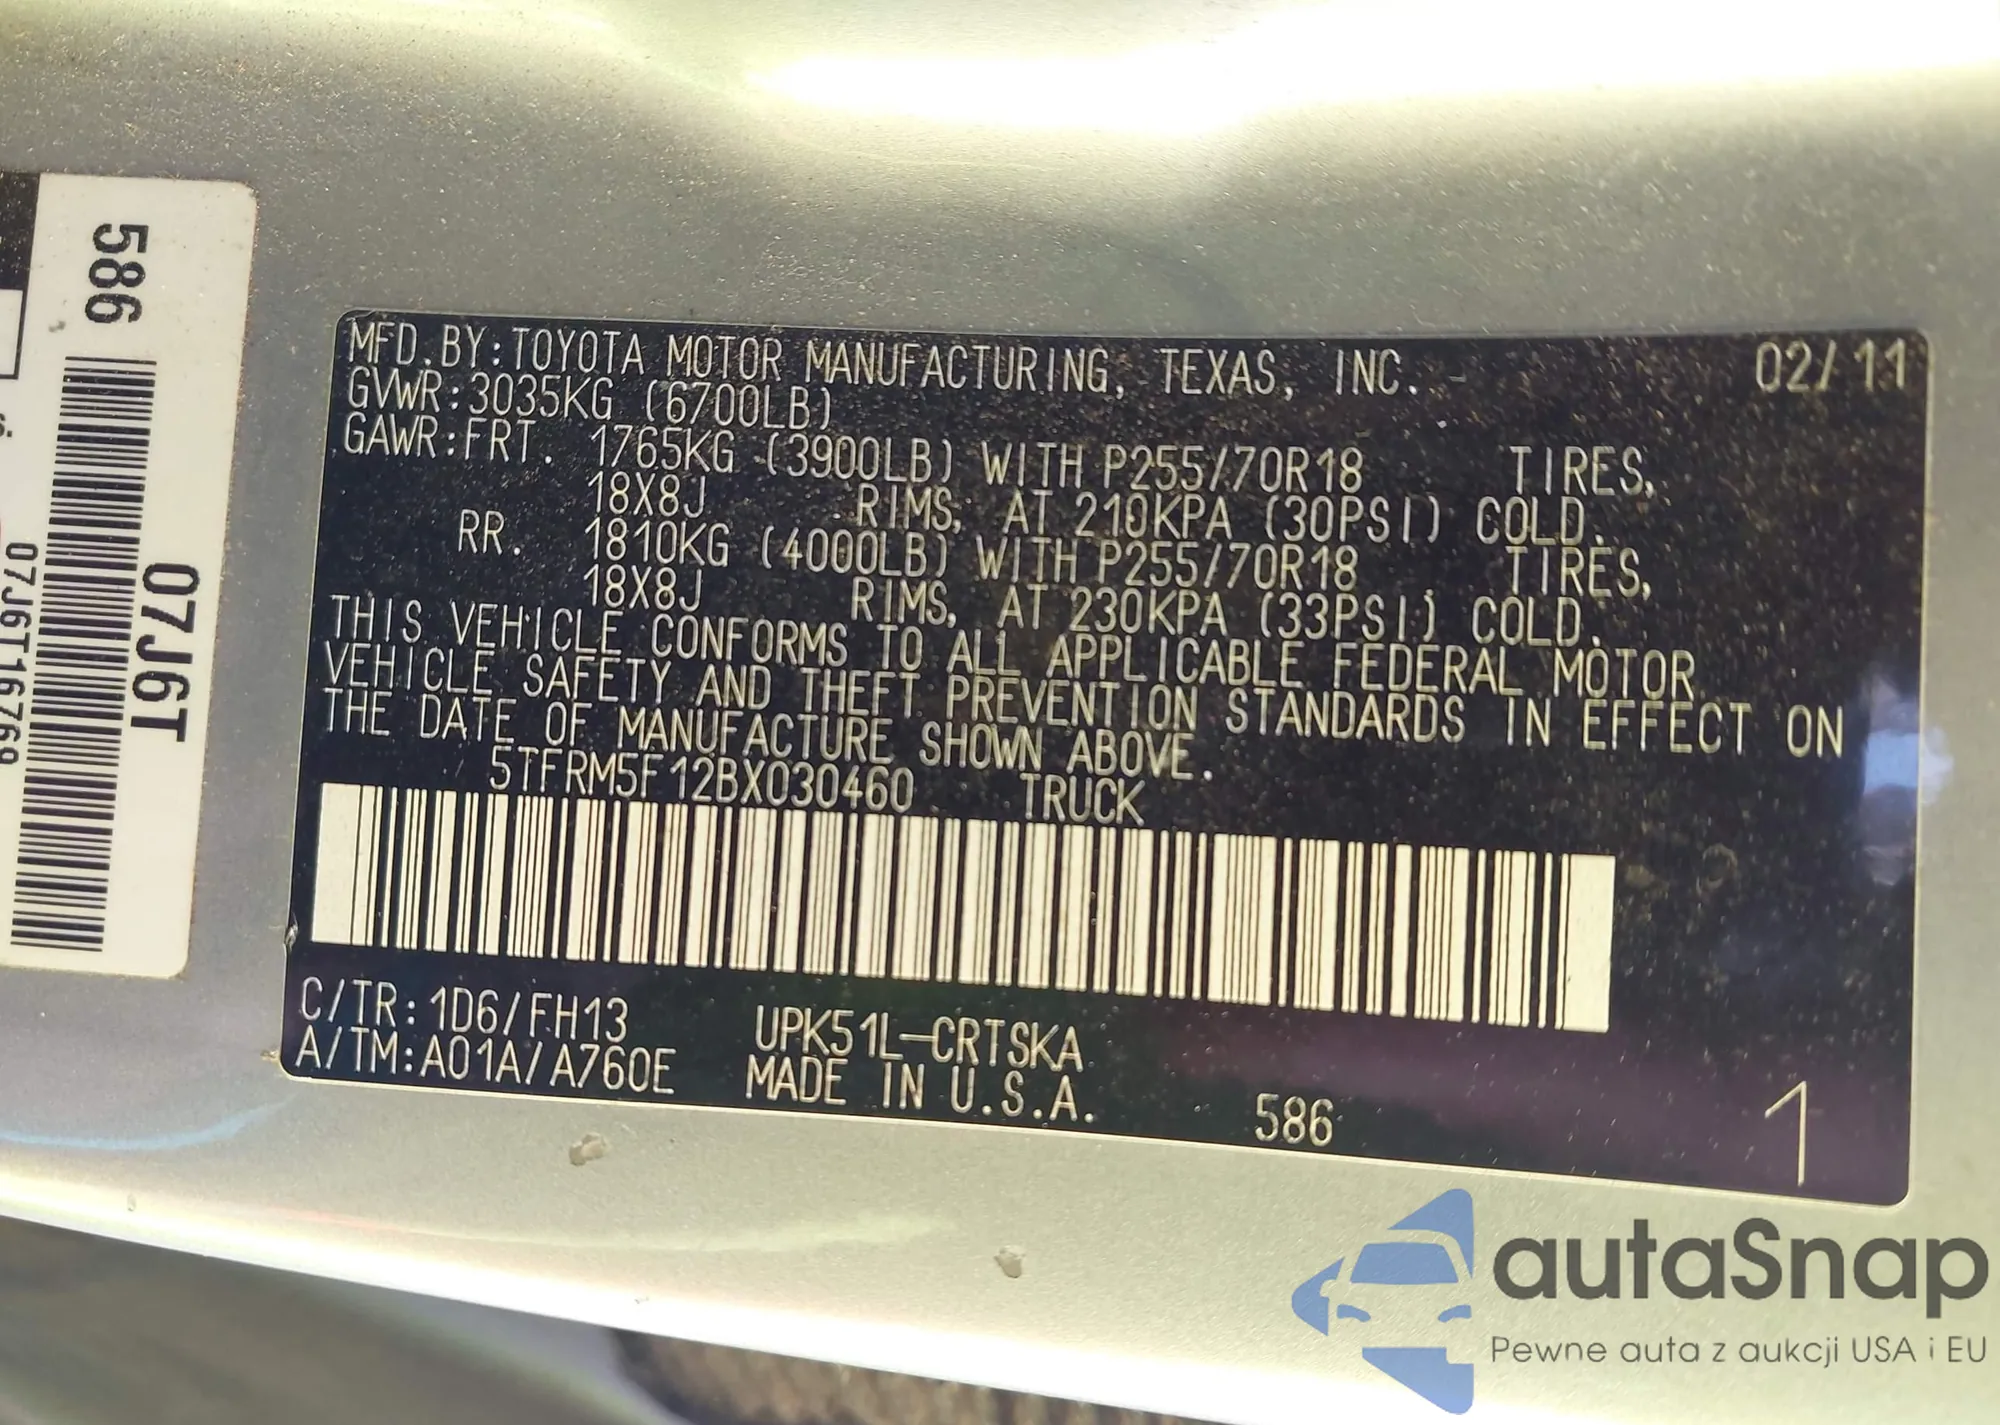 586
07J6T
07J6T16769
MFD. BY: TOYOTA MOTOR MANUFACTURING, TEXAS, INC. 02/11
GVWR: 3035KG (6700LB)
GAWR: FRT. 1765KG (3900LB) WITH P255/70R18 TIRES,
18X8J RIMS, AT 210KPA (30PSI) COLD.
RR. 1810KG (4000LB) WITH P255/70R18 TIRES,
18X8J RIMS, AT 230KPA (33PSI) COLD.
THIS VEHICLE CONFORMS TO ALL APPLICABLE FEDERAL MOTOR
VEHICLE SAFETY AND THEFT PREVENTION STANDARDS IN EFFECT ON
THE DATE OF MANUFACTURE SHOWN ABOVE.
5TFRM5F12BX030460 TRUCK
C/TR: 1D6/FH13 UPK51L-CRTSKA
A/TM: A01A/A760E MADE IN U.S.A.
586
1
autaSnap
Pewne auta z aukcji USA i EU